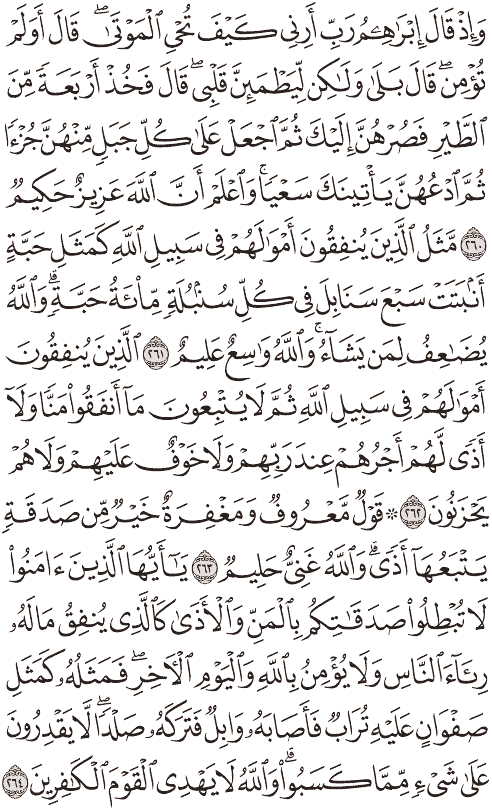 وَإِذْ قَالَ إِبْرَٰهِـۧمُ رَبِّ أَرِنِى كَيْفَ تُحْىِ ٱلْمَوْتَىٰ ۖ قَالَ أَوَلَمْ
تُؤْمِن ۖ قَالَ بَلَىٰ وَلَٰكِن لِّيَطْمَئِنَّ قَلْبِى ۖ قَالَ فَخُذْ أَرْبَعَةً مِّنَ
ٱلطَّيْرِ فَصُرْهُنَّ إِلَيْكَ ثُمَّ ٱجْعَلْ عَلَىٰ كُلِّ جَبَلٍ مِّنْهُنَّ جُزْءًا
ثُمَّ ٱدْعُهُنَّ يَأْتِينَكَ سَعْيًا ۚ وَٱعْلَمْ أَنَّ ٱللَّهَ عَزِيزٌ حَكِيمٌ
٢٦٠ مَّثَلُ ٱلَّذِينَ يُنفِقُونَ أَمْوَٰلَهُمْ فِى سَبِيلِ ٱللَّهِ كَمَثَلِ حَبَّةٍ
أَنۢبَتَتْ سَبْعَ سَنَابِلَ فِى كُلِّ سُنۢبُلَةٍ مِّا۟ئَةُ حَبَّةٍ ۗ وَٱللَّهُ
يُضَٰعِفُ لِمَن يَشَآءُ ۚ وَٱللَّهُ وَٰسِعٌ عَلِيمٌ ٢٦١ ٱلَّذِينَ يُنفِقُونَ
أَمْوَٰلَهُمْ فِى سَبِيلِ ٱللَّهِ ثُمَّ لَا يُتْبِعُونَ مَآ أَنفَقُوا۟ مَنًّا وَلَآ
أَذًى لَّهُمْ أَجْرُهُمْ عِندَ رَبِّهِمْ وَلَا خَوْفٌ عَلَيْهِمْ وَلَا هُمْ
يَحْزَنُونَ ٢٦٢ ۞ قَوْلٌ مَّعْرُوفٌ وَمَغْفِرَةٌ خَيْرٌ مِّن صَدَقَةٍ
يَتْبَعُهَآ أَذًى ۗ وَٱللَّهُ غَنِىٌّ حَلِيمٌ ٢٦٣ يَٰٓأَيُّهَا ٱلَّذِينَ ءَامَنُوا۟
لَا تُبْطِلُوا۟ صَدَقَٰتِكُم بِٱلْمَنِّ وَٱلْأَذَىٰ كَٱلَّذِى يُنفِقُ مَالَهُۥ
رِئَآءَ ٱلنَّاسِ وَلَا يُؤْمِنُ بِٱللَّهِ وَٱلْيَوْمِ ٱلْـَٔاخِرِ ۖ فَمَثَلُهُۥ كَمَثَلِ
صَفْوَانٍ عَلَيْهِ تُرَابٌ فَأَصَابَهُۥ وَابِلٌ فَتَرَكَهُۥ صَلْدًا ۖ لَّا يَقْدِرُونَ
عَلَىٰ شَىْءٍ مِّمَّا كَسَبُوا۟ ۗ وَٱللَّهُ لَا يَهْدِى ٱلْقَوْمَ ٱلْكَٰفِرِينَ ٢٦٤